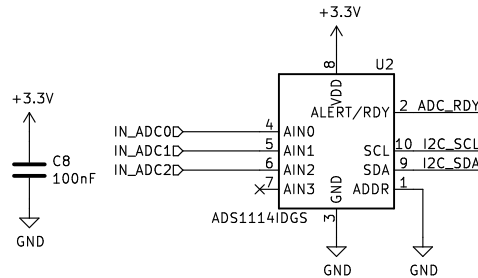 +3.3V
8
U2
VDD
+3.3V
ALERT/RDY
2 ADC_RDY
IN_ADC0
4
AIN0
C8
100nF
IN_ADC1
5
AIN1
SCL
10 I2C_SCL
IN_ADC2
6
AIN2
SDA
9 I2C_SDA
7
AIN3
GND
ADDR
1
ADS1114IDGS
3
GND
GND
GND